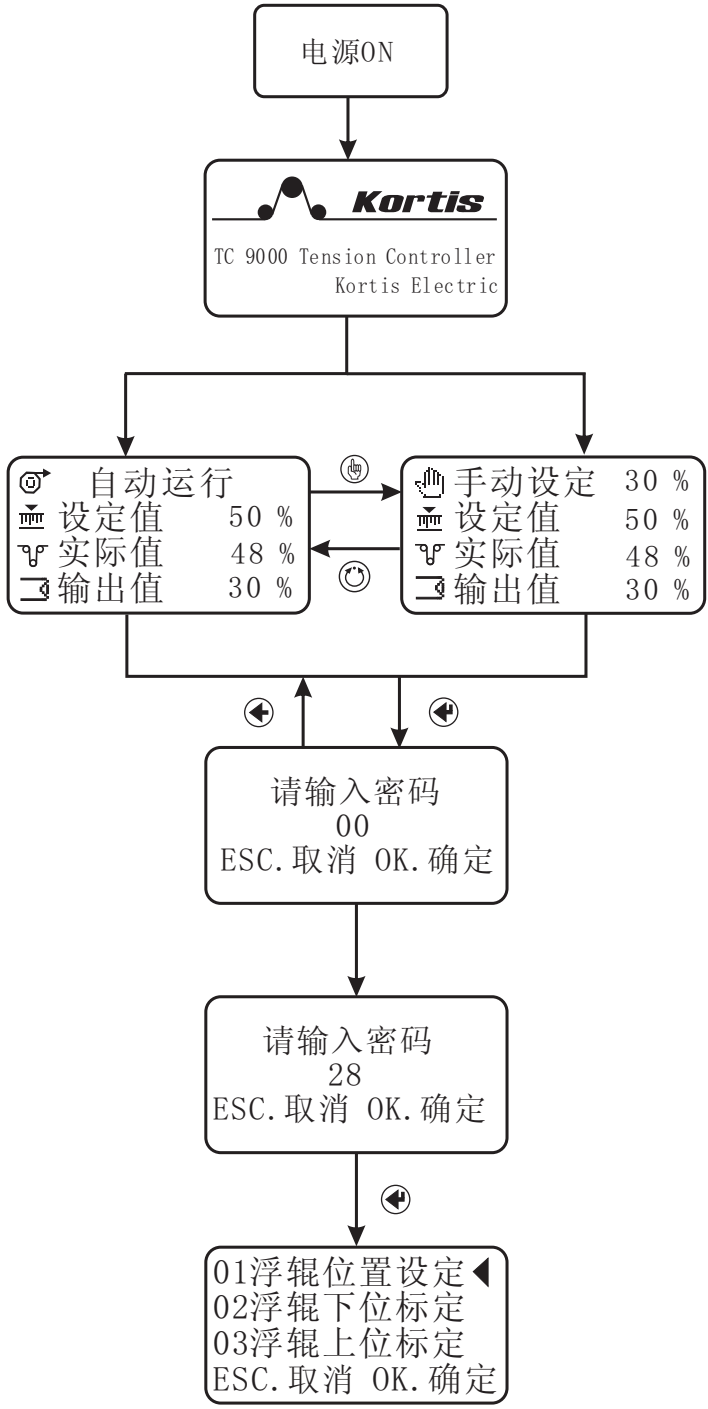 电源ON
Kortis
TC 9000 Tension Controller
Kortis Electric
自动运行
设定值 50 %
实际值 48 %
输出值 30 %
手动设定 30 %
设定值 50 %
实际值 48 %
输出值 30 %
请输入密码
00
ESC.取消 OK.确定
请输入密码
28
ESC.取消 OK.确定
01浮辊位置设定
02浮辊下位标定
03浮辊上位标定
ESC.取消 OK.确定